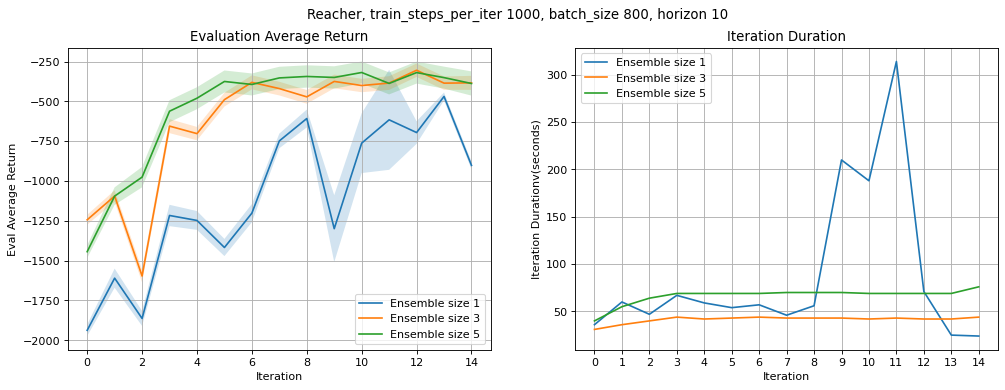 Reacher, train_steps_per_iter 1000, batch_size 800, horizon 10
Evaluation Average Return
Eval Average Return
−250
−500
−750
−1000
−1250
−1500
−1750
−2000
Ensemble size 1
Ensemble size 3
Ensemble size 5
0 2 4 6 8 10 12 14
Iteration
Iteration Duration
Iteration Durationv(seconds)
300
250
200
150
100
50
Ensemble size 1
Ensemble size 3
Ensemble size 5
0 1 2 3 4 5 6 7 8 9 10 11 12 13 14
Iteration